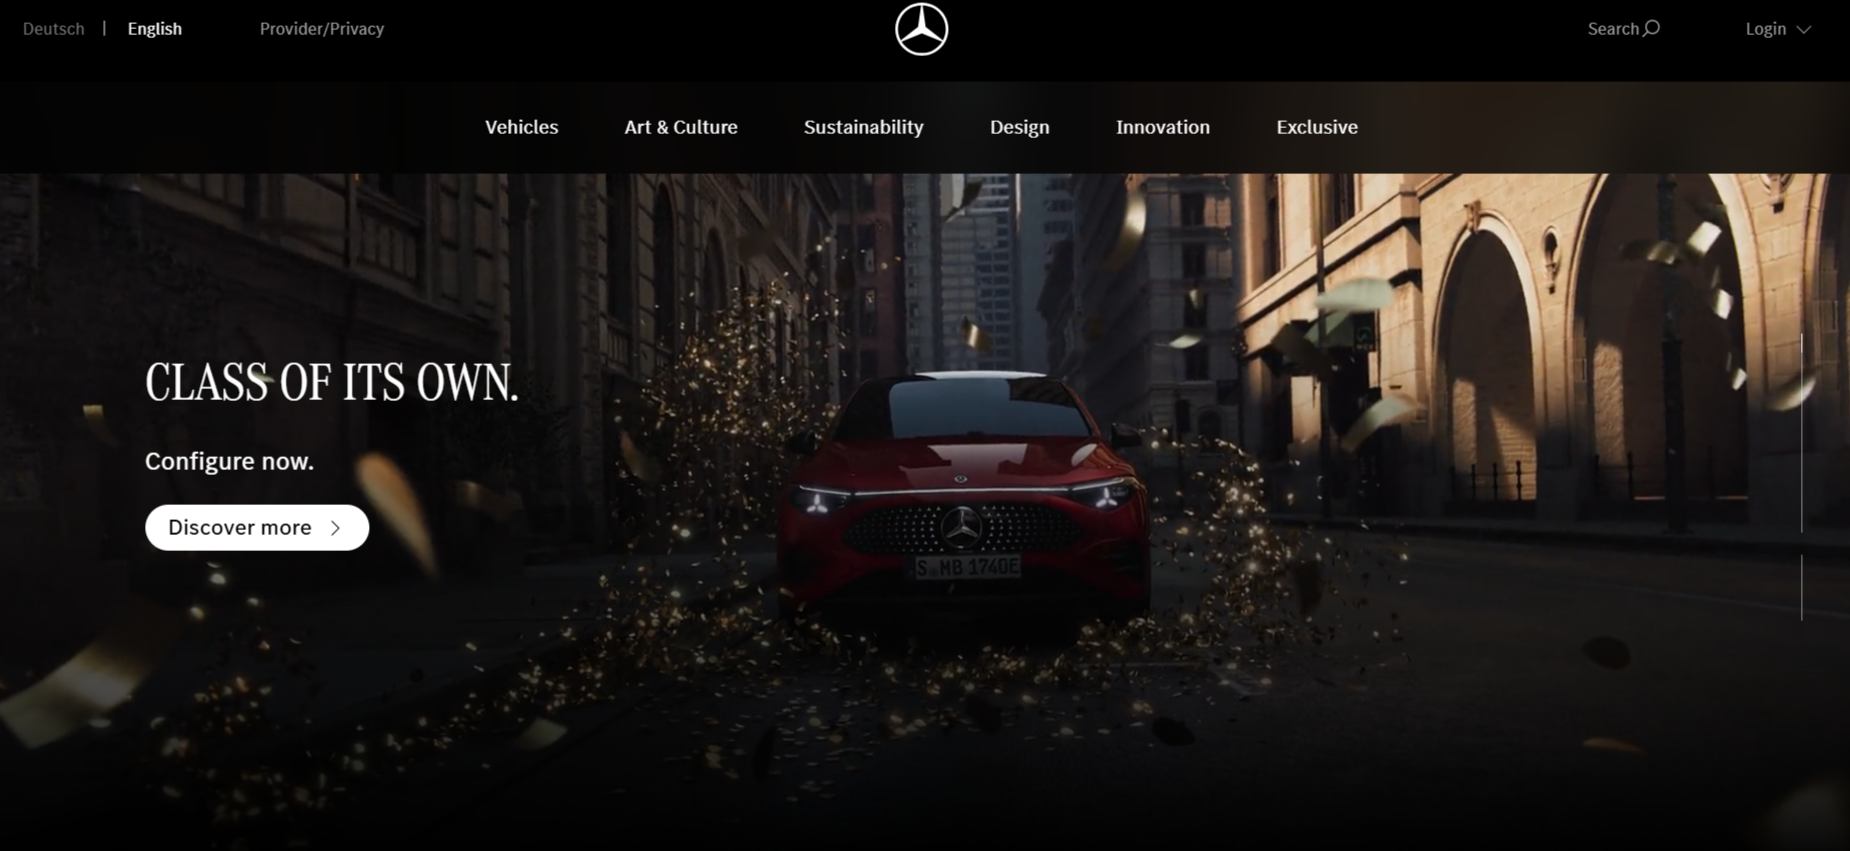 Deutsch | English Provider/Privacy Search Login
Vehicles Art & Culture Sustainability Design Innovation Exclusive
CLASS OF ITS OWN.
Configure now.
Discover more
S MB 1740E